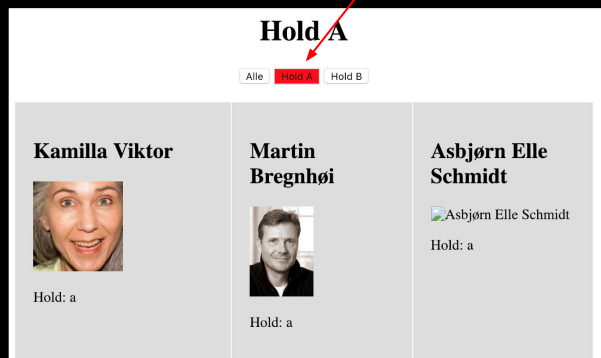 Hold A
Alle Hold A Hold B
Kamilla Viktor
Hold: a
Martin
Bregnhøi
Hold: a
Asbjørn Elle
Schmidt
Asbjørn Elle Schmidt
Hold: a